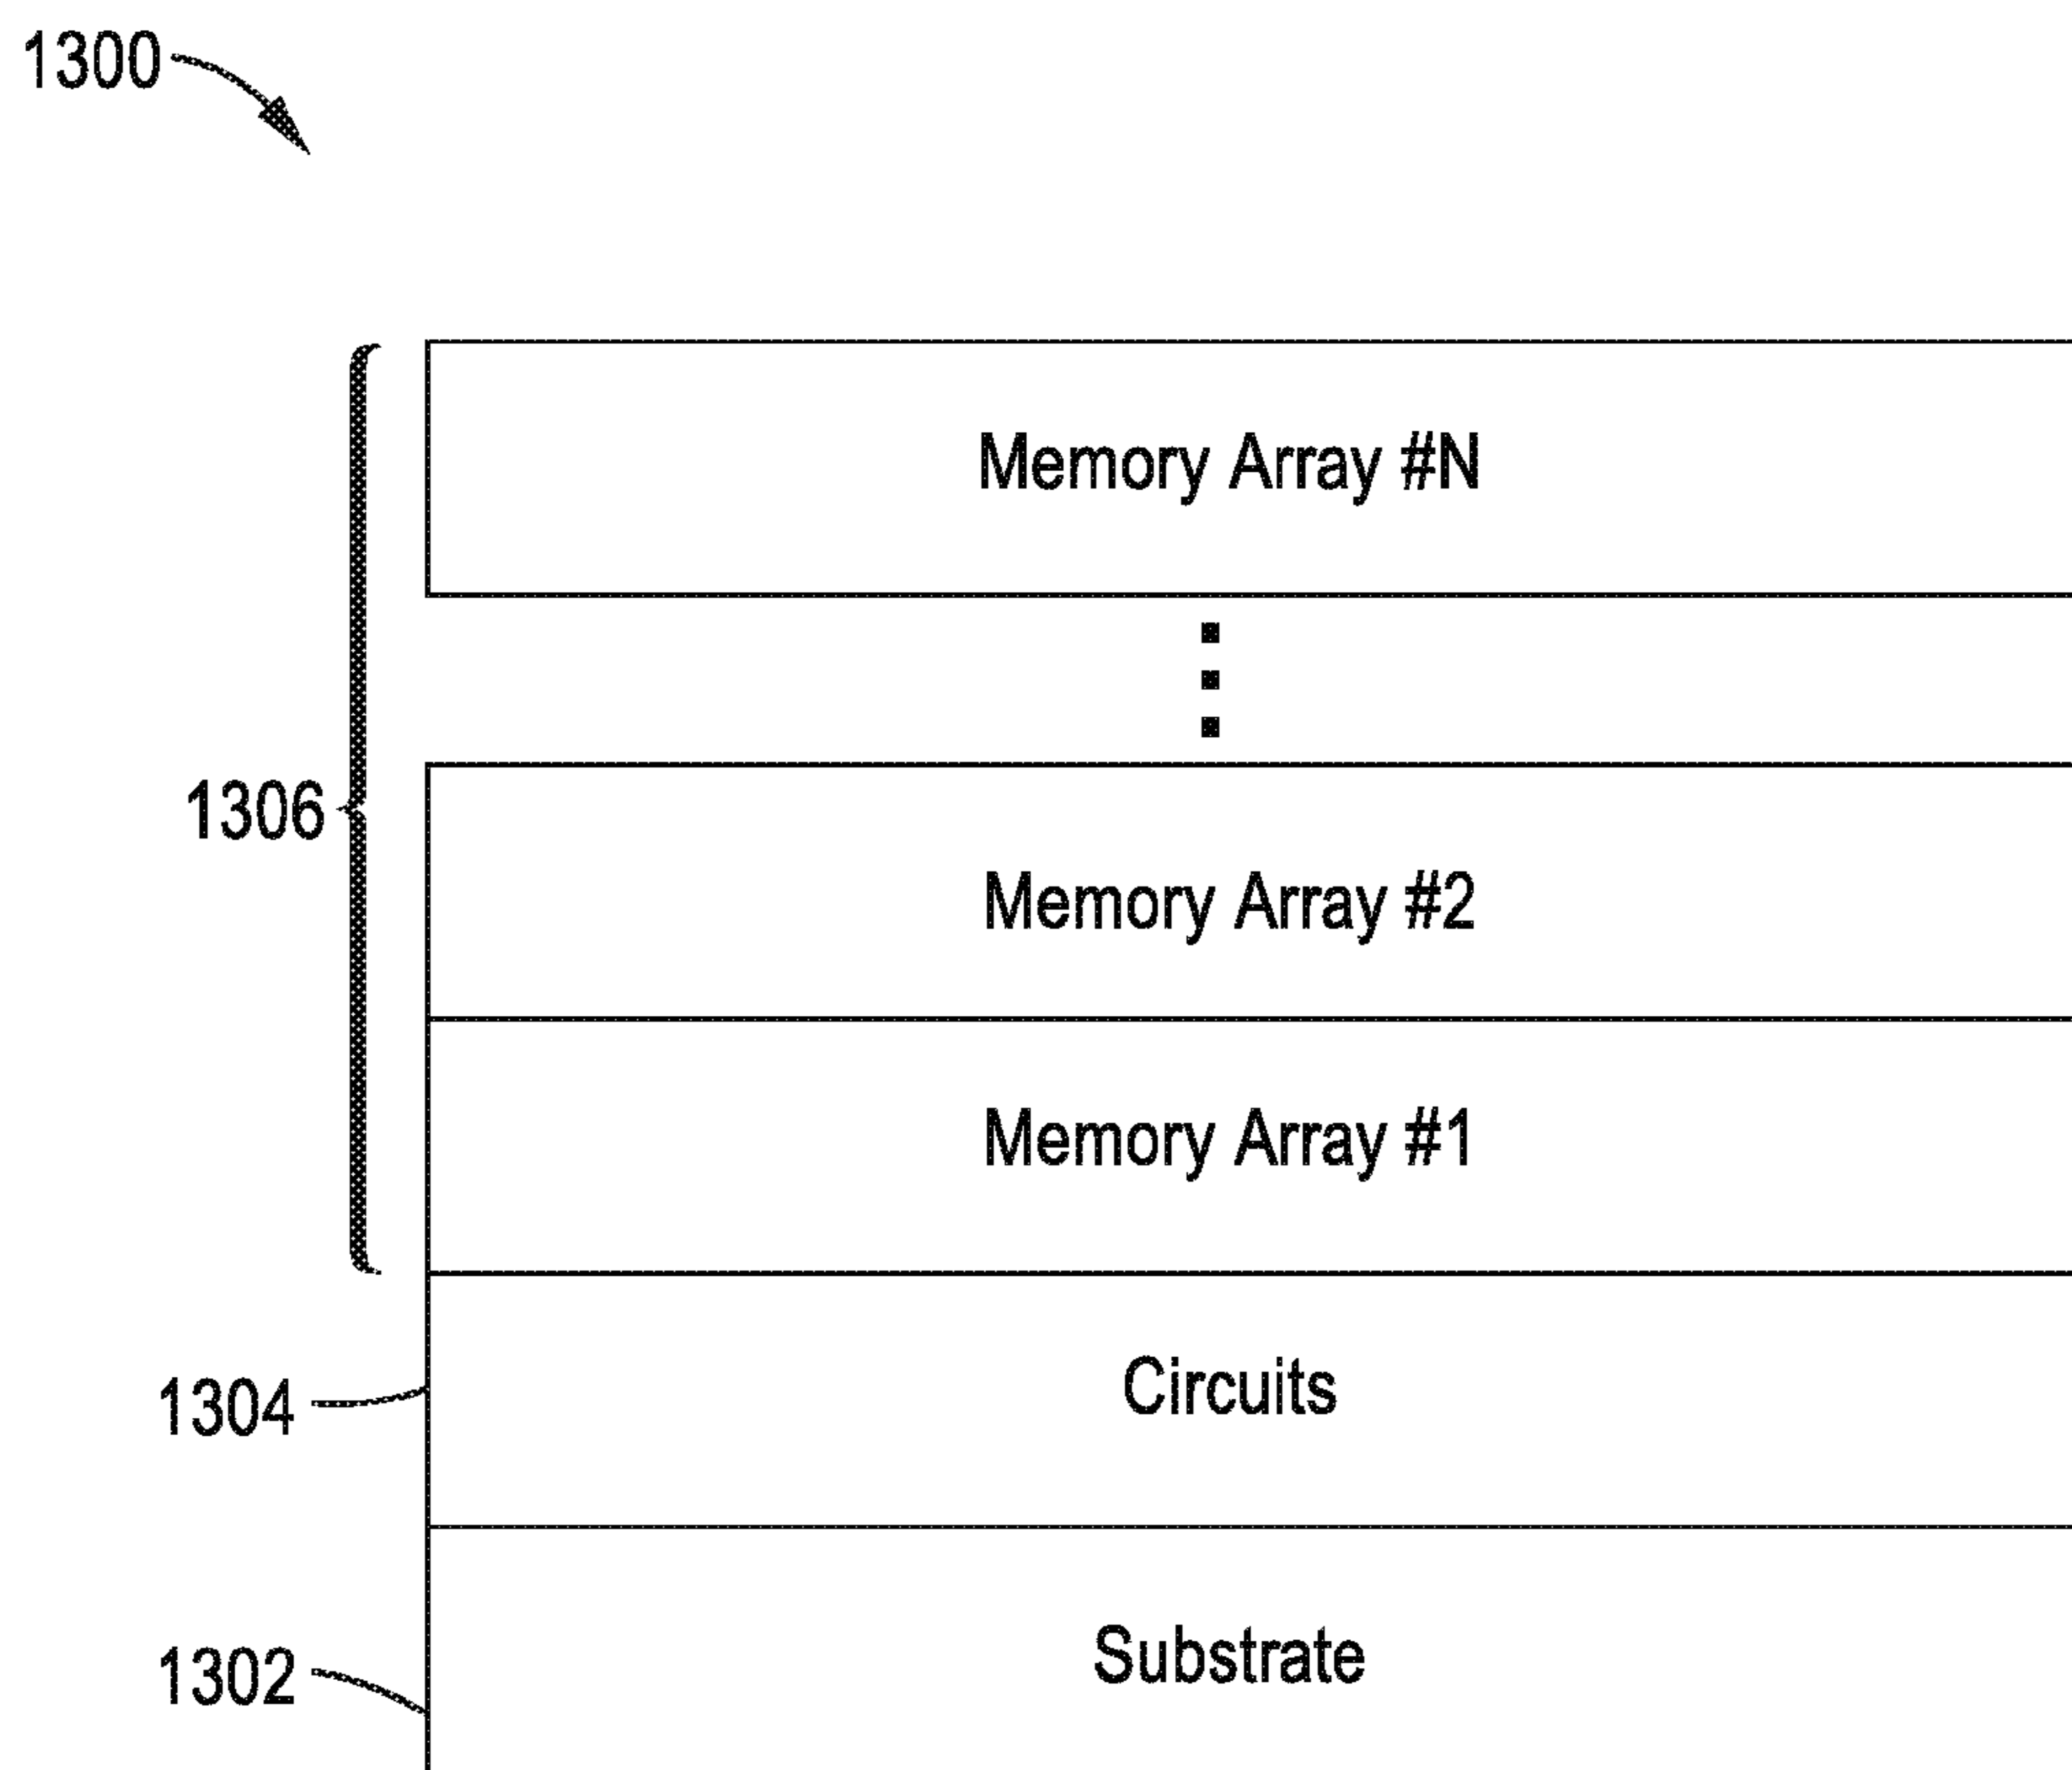 1300
Memory Array #N
1306
Memory Array #2
Memory Array #1
1304
Circuits
1302
Substrate